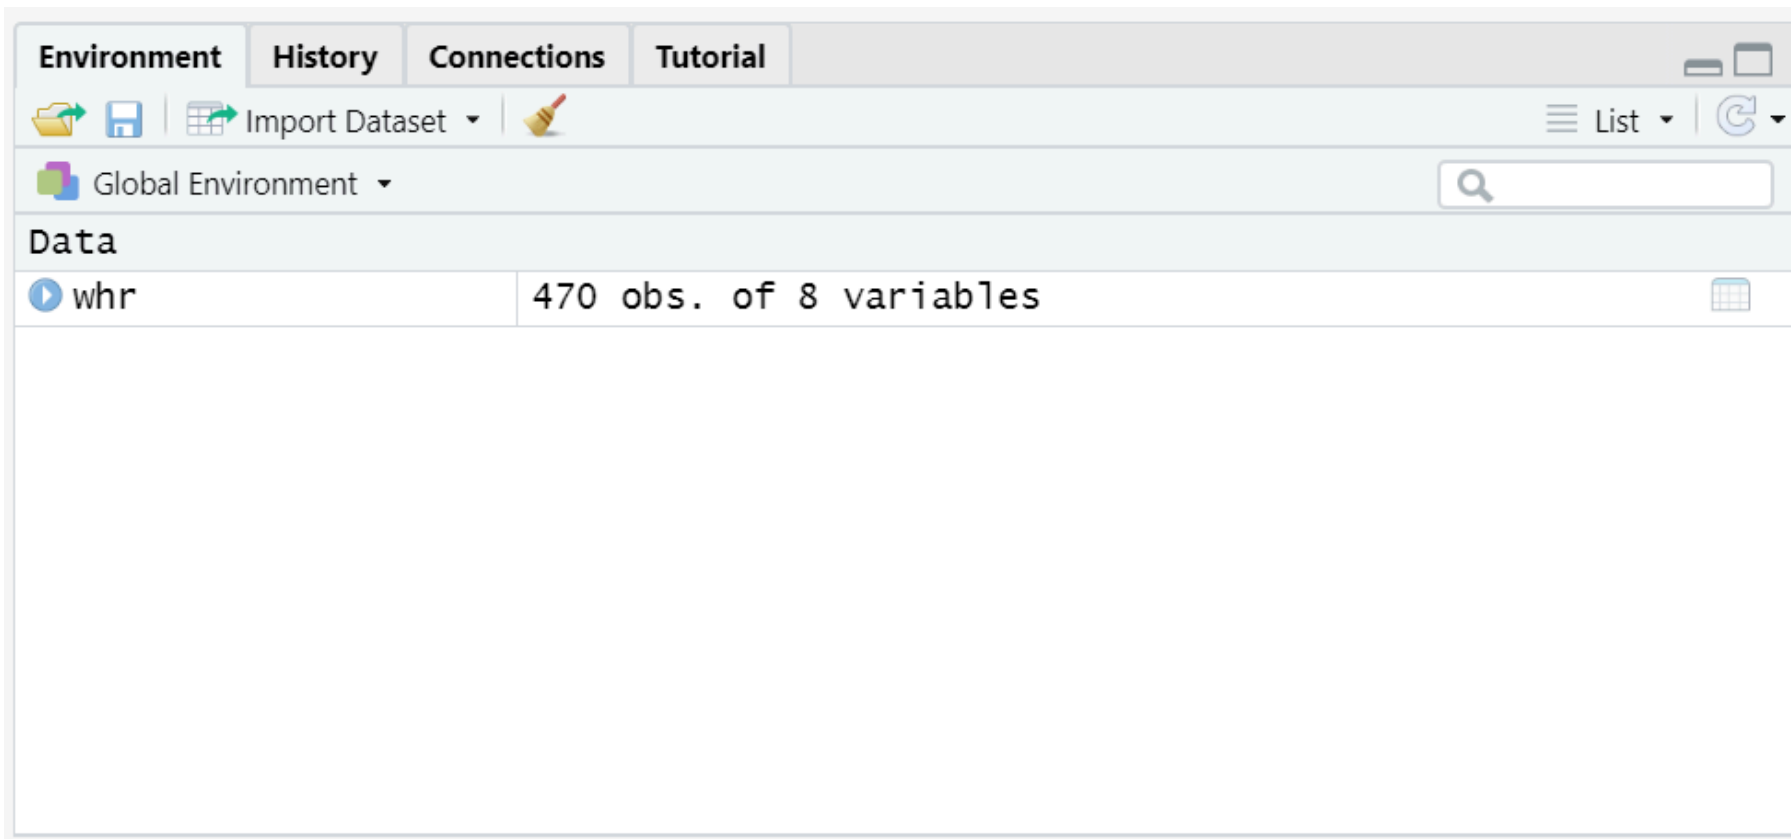 Environment History Connections Tutorial
Import Dataset List
Global Environment
Data
whr 470 obs. of 8 variables